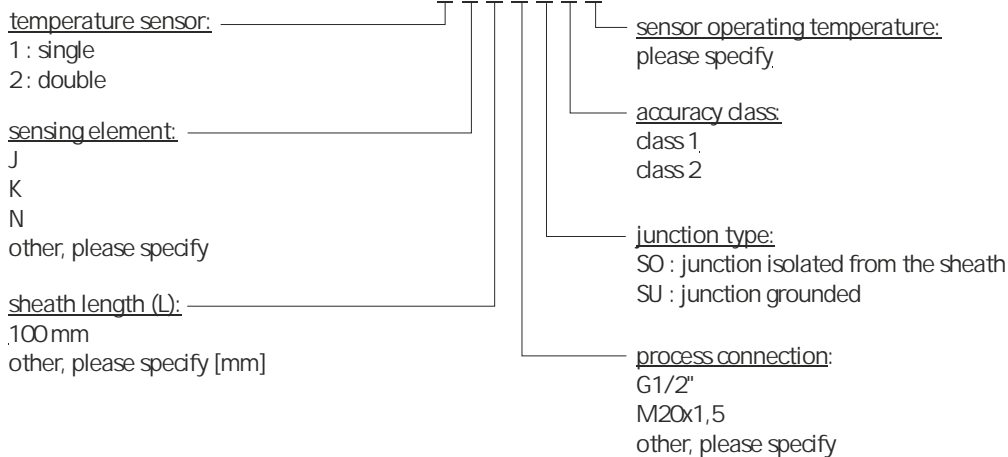 temperature sensor:
1 : single
2 : double
sensing element:
J
K
N
other, please specify
sheath length (L):
100 mm
other, please specify [mm]
sensor operating temperature:
please specify
accuracy class:
class 1
class 2
junction type:
SO : junction isolated from the sheath
SU : junction grounded
process connection:
G1/2"
M20x1,5
other, please specify